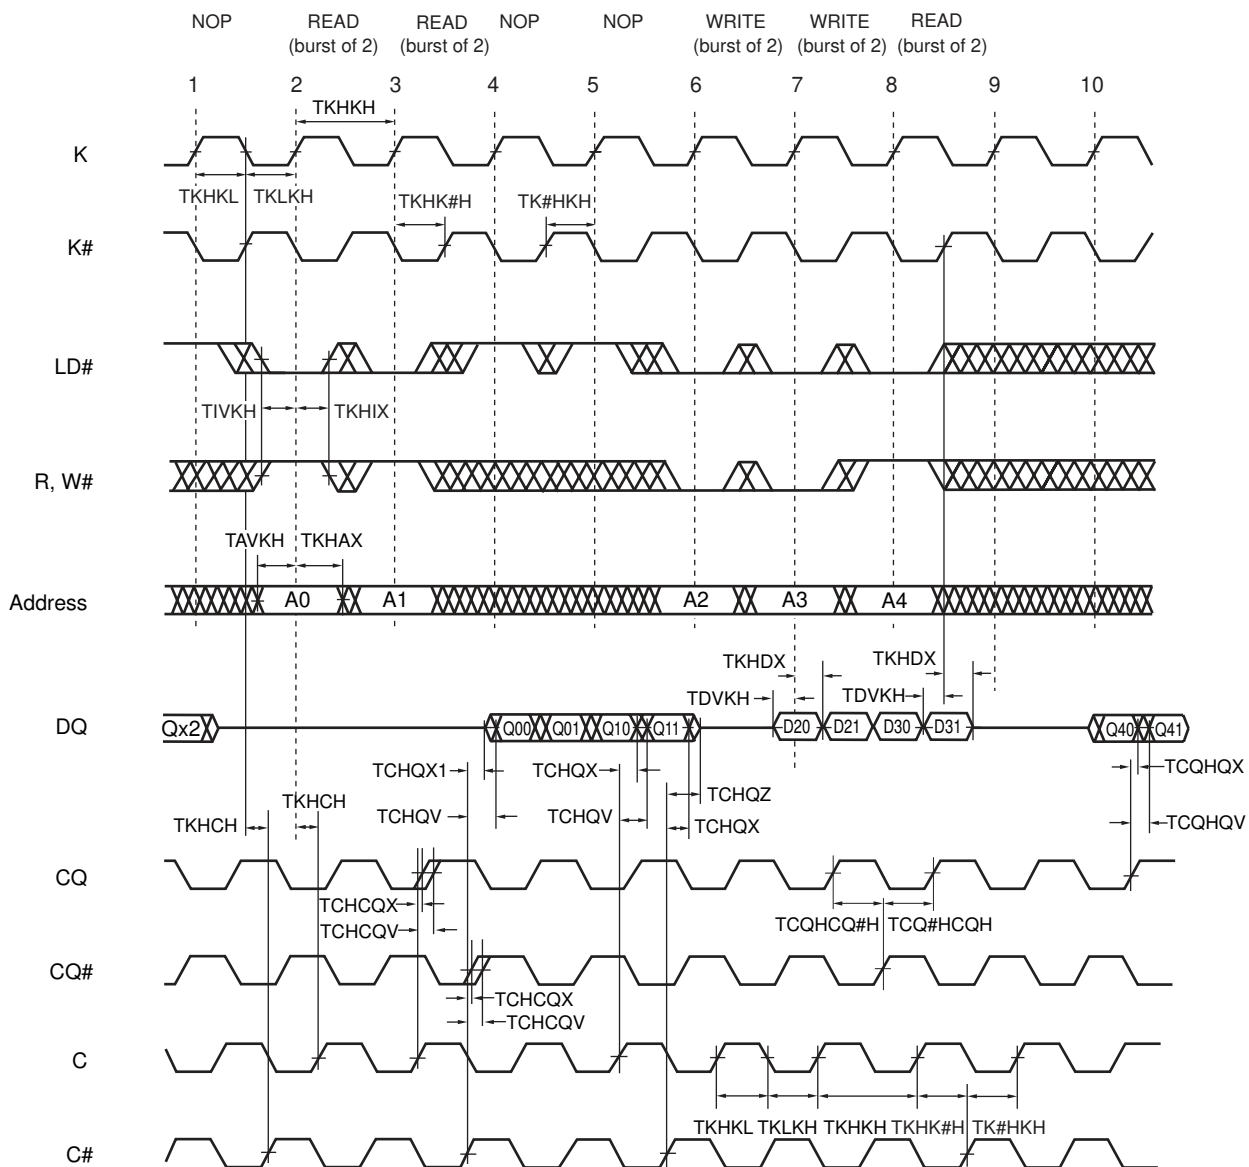 NOP READ READ NOP NOP WRITE WRITE READ
(burst of 2) (burst of 2) (burst of 2) (burst of 2) (burst of 2)
1 2 3 4 5 6 7 8 9 10
TKHKH
K
TKHKL TKLKH TKHK#H TK#HKH
K#
LD#
TIVKH TKHIX
R, W#
TAVKH TKHAX
Address A0 A1 A2 A3 A4
TKHDX TKHDX
TDVKH TDVKH
DQ Qx2 Q00 Q01 Q10 Q11 D20 D21 D30 D31 Q40 Q41
TCHQX1 TCHQX TCQHQX
TKHCH TCHQZ
TKHCH TCHQV TCHQV TCHQX TCQHQV
CQ
TCHCQX
TCHCQV TCQHCQ#H TCQ#HCQH
CQ#
TCHCQX
TCHCQV
C
TKHKL TKLKH TKHKH TKHK#H TK#HKH
C#